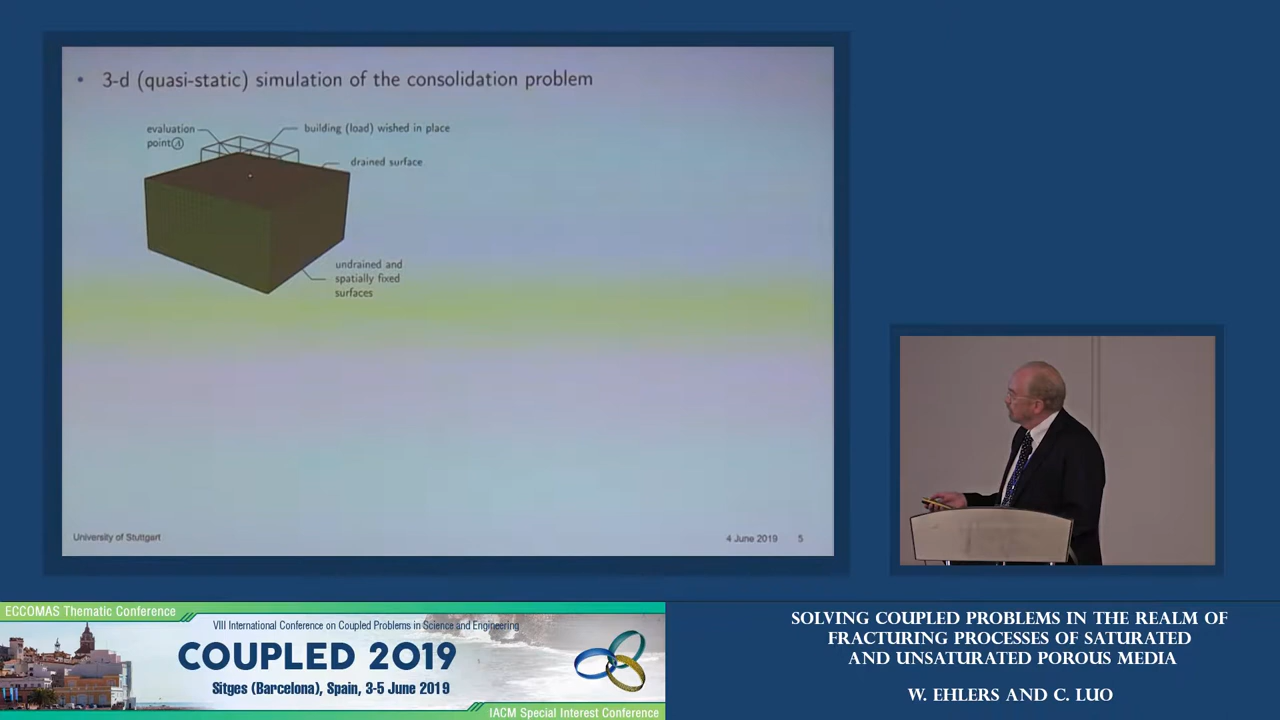 • 3-d (quasi-static) simulation of the consolidation problem
evaluation
point Ⓐ
building (load) wished in place
drained surface
undrained and
spatially fixed
surfaces
University of Stuttgart
4 June 2019 5
ECCOMAS Thematic Conference
VIII International Conference on Coupled Problems in Science and Engineering
COUPLED 2019
Sitges (Barcelona), Spain, 3-5 June 2019
IACM Special Interest Conference
SOLVING COUPLED PROBLEMS IN THE REALM OF
FRACTURING PROCESSES OF SATURATED
AND UNSATURATED POROUS MEDIA
W. EHLERS AND C. LUO